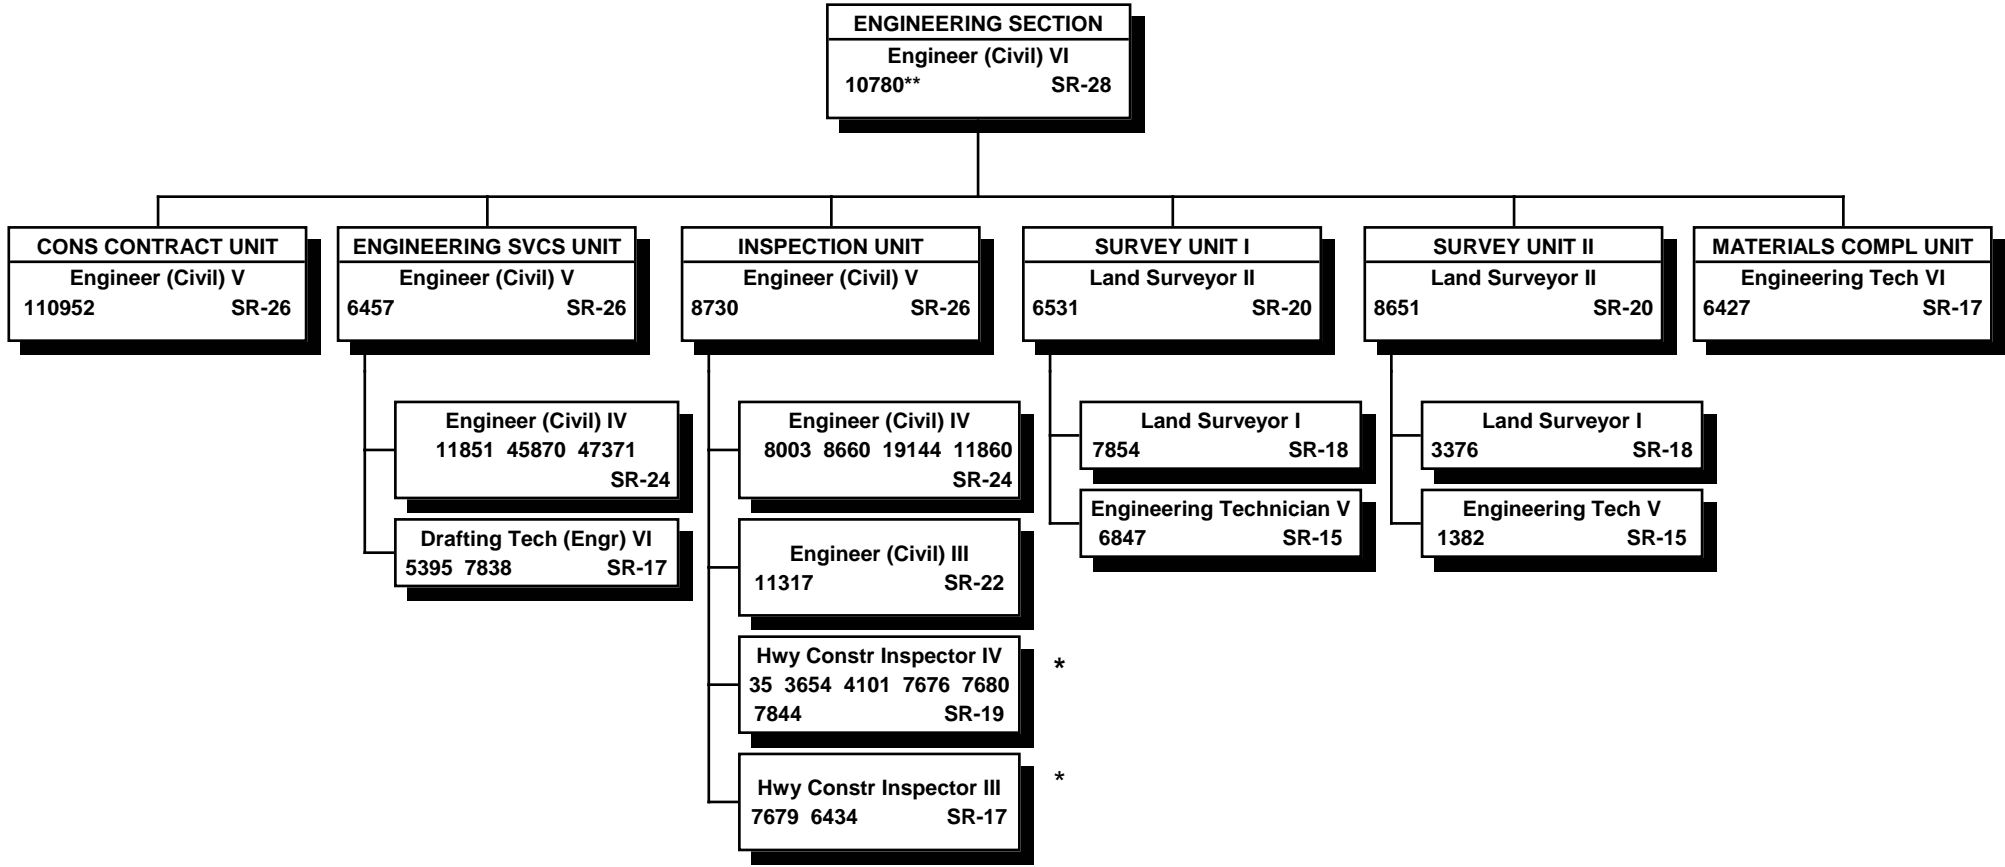 ENGINEERING SECTION
Engineer (Civil) VI
10780** SR-28
CONS CONTRACT UNIT
Engineer (Civil) V
110952 SR-26
ENGINEERING SVCS UNIT
Engineer (Civil) V
6457 SR-26
Engineer (Civil) IV
11851 45870 47371
SR-24
Drafting Tech (Engr) VI
5395 7838 SR-17
INSPECTION UNIT
Engineer (Civil) V
8730 SR-26
Engineer (Civil) IV
8003 8660 19144 11860
SR-24
Engineer (Civil) III
11317 SR-22
Hwy Constr Inspector IV
35 3654 4101 7676 7680
7844 SR-19
*
Hwy Constr Inspector III
7679 6434 SR-17
*
SURVEY UNIT I
Land Surveyor II
6531 SR-20
Land Surveyor I
7854 SR-18
Engineering Technician V
6847 SR-15
SURVEY UNIT II
Land Surveyor II
8651 SR-20
Land Surveyor I
3376 SR-18
Engineering Tech V
1382 SR-15
MATERIALS COMPL UNIT
Engineering Tech VI
6427 SR-17